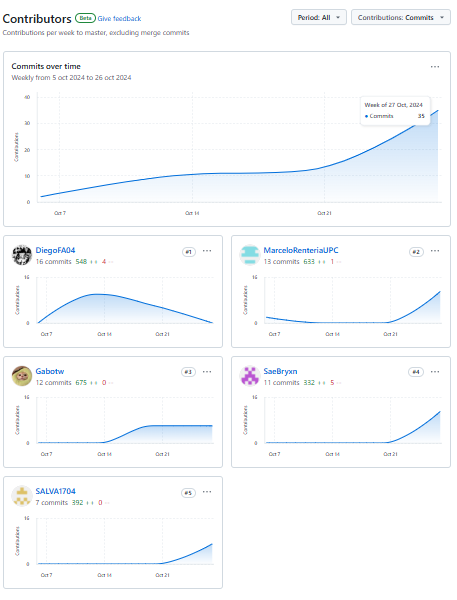 Contributors Beta Give feedback
Period: All
Contributions: Commits
Contributions per week to master, excluding merge commits
Commits over time
Weekly from 5 oct 2024 to 26 oct 2024
Contributions
40
30
20
10
0
Week of 27 Oct, 2024
Commits 35
Oct 7 Oct 14 Oct 21
DiegoFA04 #1
16 commits 548 ++ 4 --
Contributions
16
0
Oct 7 Oct 14 Oct 21
MarceloRenteriaUPC #2
13 commits 633 ++ 1 --
Contributions
16
0
Oct 7 Oct 14 Oct 21
Gabotw #3
12 commits 675 ++ 0 --
Contributions
16
0
Oct 7 Oct 14 Oct 21
SaeBryxn #4
11 commits 332 ++ 5 --
Contributions
16
0
Oct 7 Oct 14 Oct 21
SALVA1704 #5
7 commits 392 ++ 0 --
Contributions
16
0
Oct 7 Oct 14 Oct 21